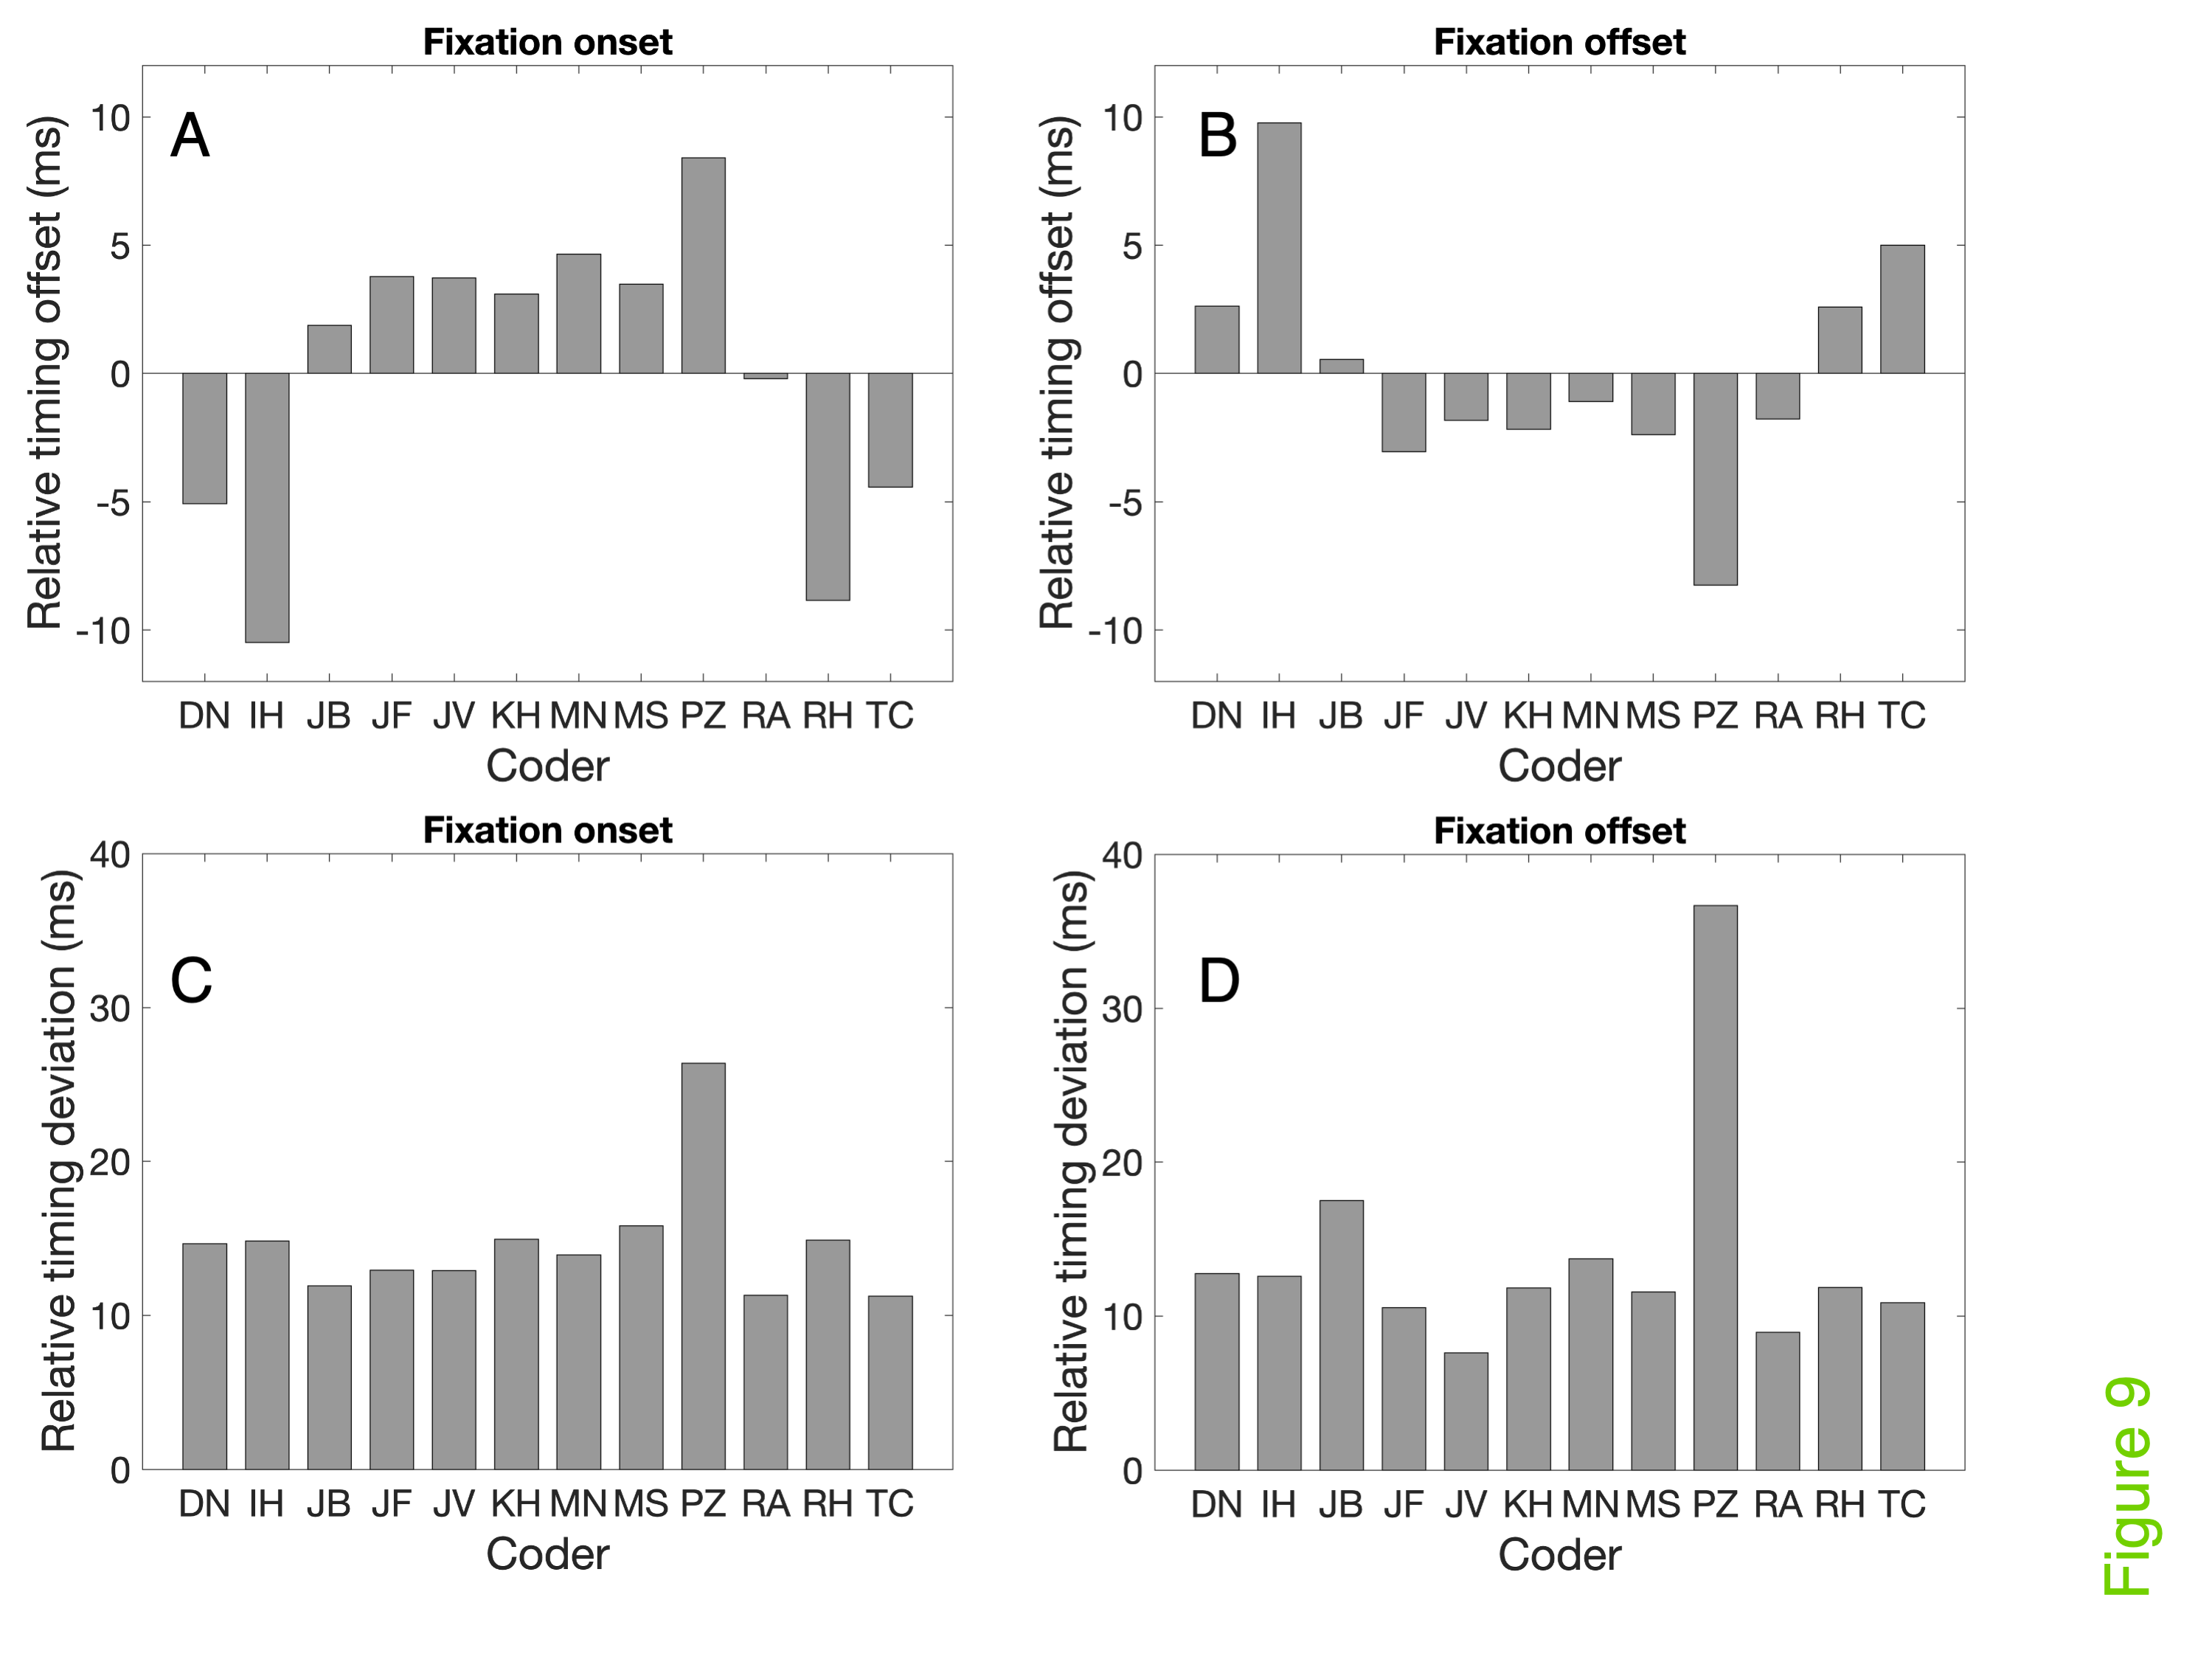 Fixation onset
A
Relative timing offset (ms)
10
5
0
-5
-10
DN IH JB JF JV KH MN MS PZ RA RH TC
Coder
Fixation offset
B
Relative timing offset (ms)
10
5
0
-5
-10
DN IH JB JF JV KH MN MS PZ RA RH TC
Coder
Fixation onset
C
Relative timing deviation (ms)
40
30
20
10
0
DN IH JB JF JV KH MN MS PZ RA RH TC
Coder
Fixation offset
D
Relative timing deviation (ms)
40
30
20
10
0
DN IH JB JF JV KH MN MS PZ RA RH TC
Coder
Figure 9